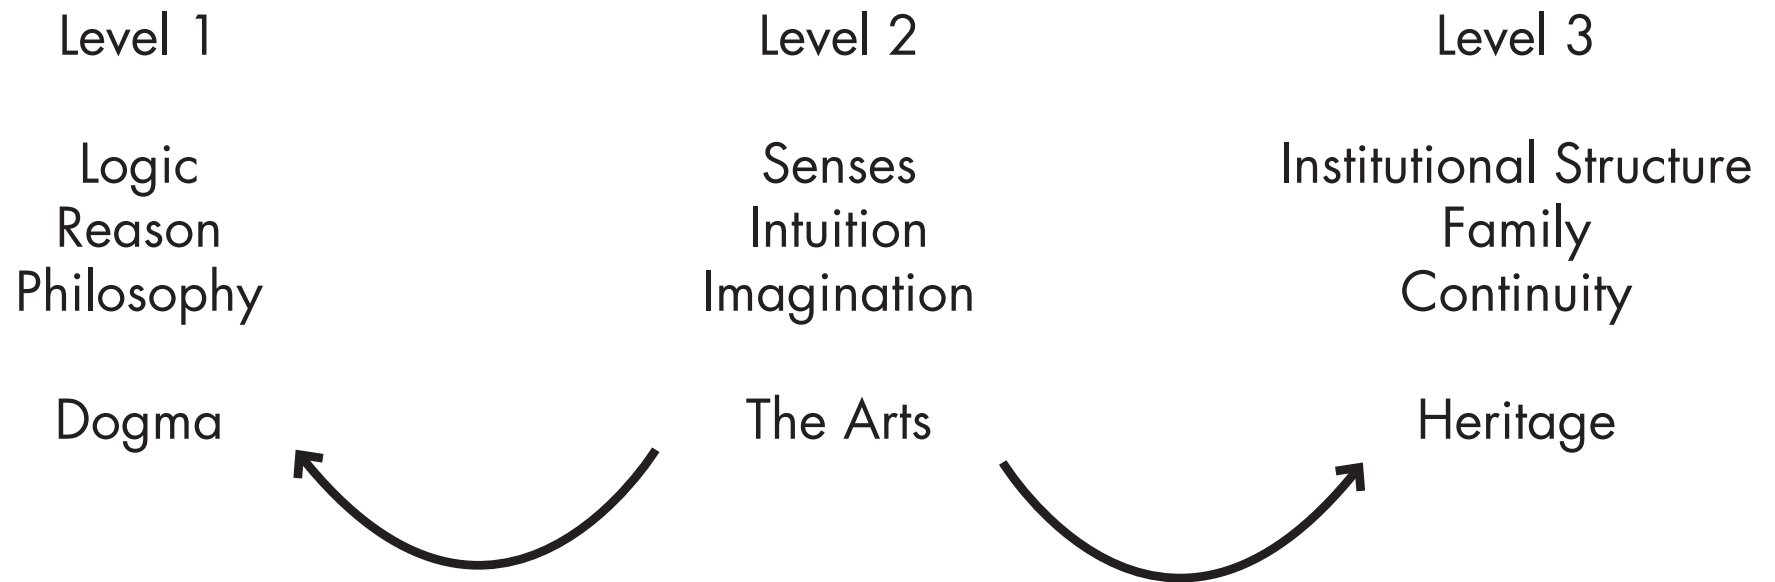 Level 1
Logic
Reason
Philosophy
Dogma
Level 2
Senses
Intuition
Imagination
The Arts
Level 3
Institutional Structure
Family
Continuity
Heritage